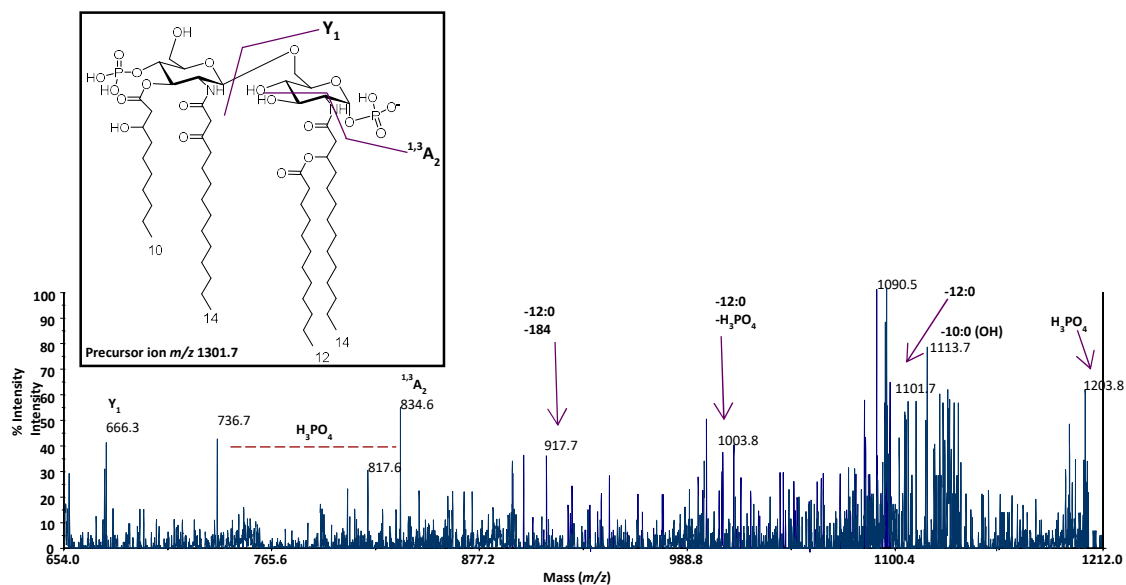 OH
Y1
O
O
O
HO
P
O
HO
O
O
NH
HO
HO
O
NH
HO
O
P
O-
O
O
O
O
HO
O
O
O
O
1,3A2
10
14
14
12
Precursor ion m/z 1301.7
% Intensity
Intensity
100
90
80
70
60
50
40
30
20
10
0
Y1
666.3
736.7
H3PO4
817.6
1,3A2
834.6
-12:0
-184
917.7
-12:0
-H3PO4
1003.8
1090.5
-12:0
1101.7
-10:0 (OH)
1113.7
H3PO4
1203.8
654.0 765.6 877.2 988.8 1100.4 1212.0
Mass (m/z)